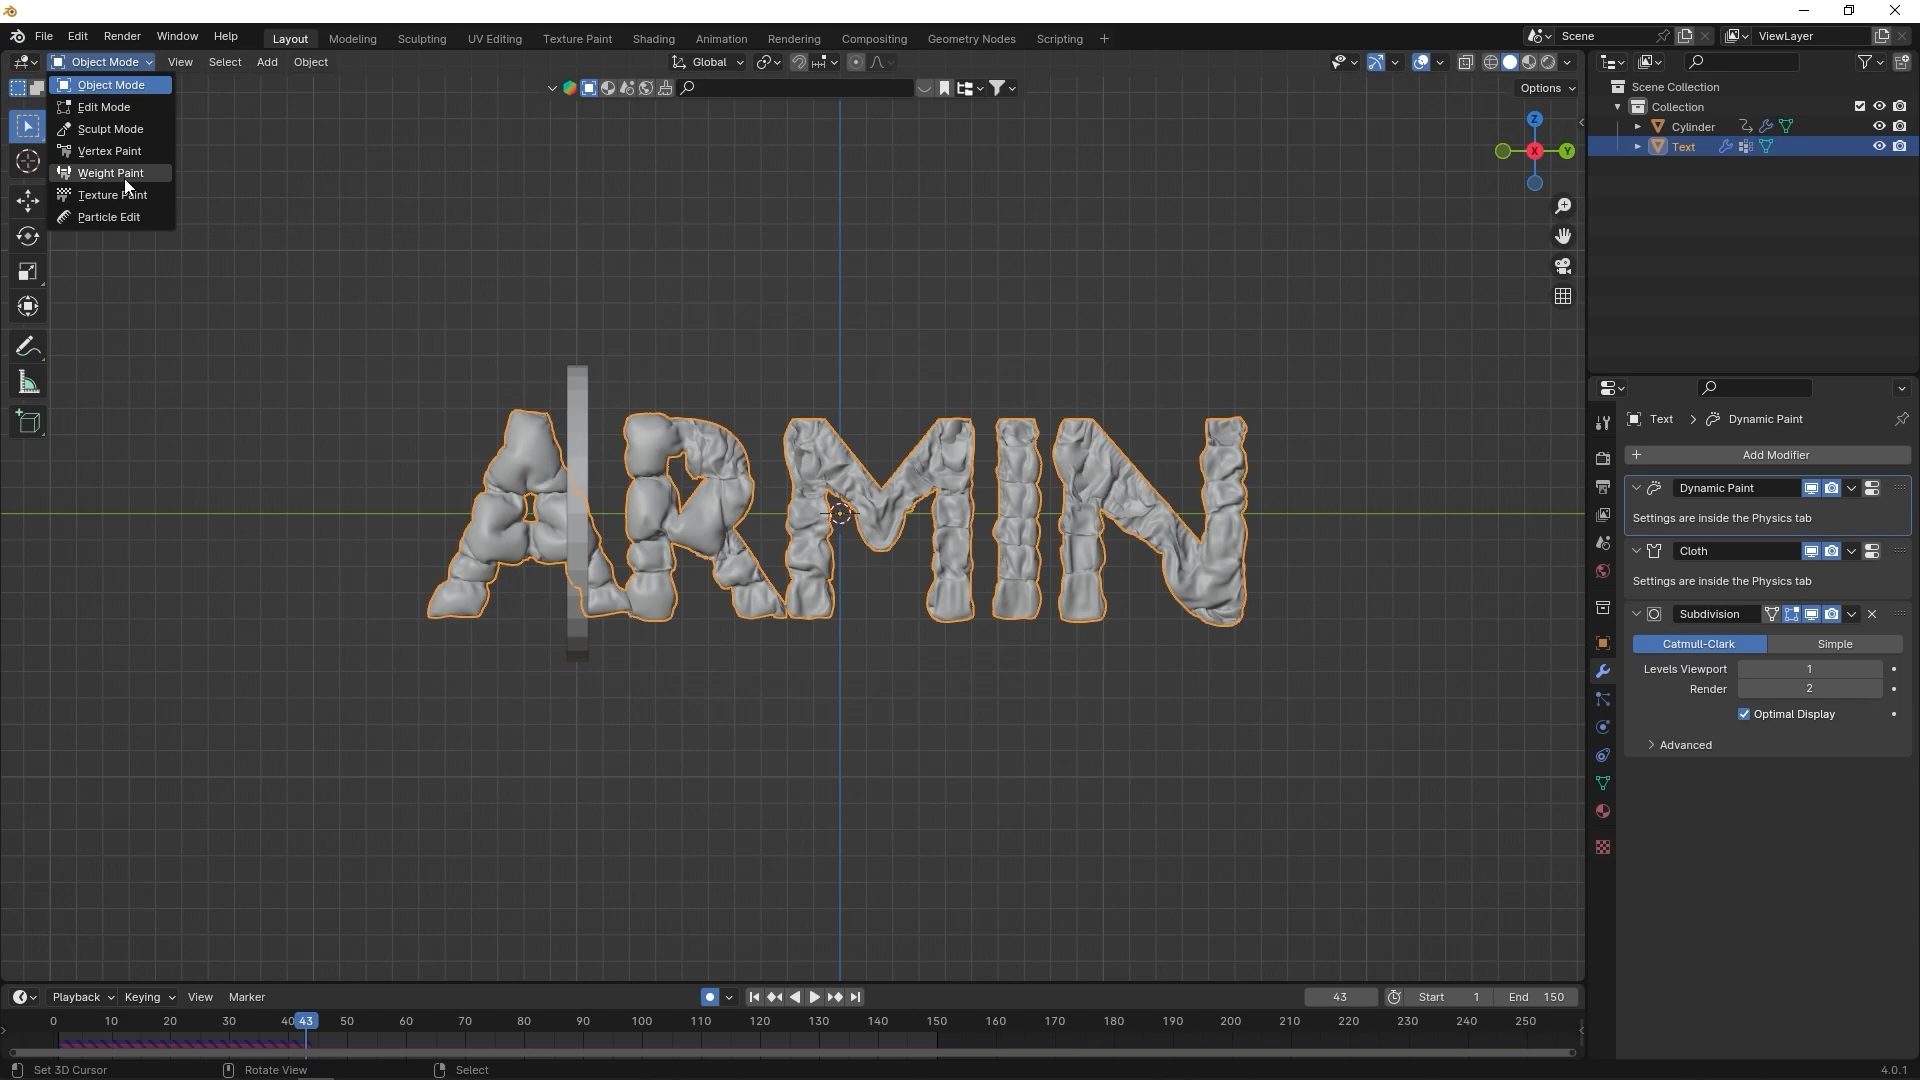 File Edit Render Window Help Layout Modeling Sculpting UV Editing Texture Paint Shading Animation Rendering Compositing Geometry Nodes Scripting + Scene ViewLayer
Object Mode View Select Add Object Global
Options
Object Mode
Edit Mode
Sculpt Mode
Vertex Paint
Weight Paint
Texture Paint
Particle Edit
Z
X
Y
ARMIN
Scene Collection
Collection
Cylinder
Text
Text > Dynamic Paint
+ Add Modifier
Dynamic Paint
Settings are inside the Physics tab
Cloth
Settings are inside the Physics tab
Subdivision
Catmull-Clark Simple
Levels Viewport 1
Render 2
Optimal Display
Advanced
Playback Keying View Marker 43 Start 1 End 150
0 10 20 30 40 43 50 60 70 80 90 100 110 120 130 140 150 160 170 180 190 200 210 220 230 240 250
Set 3D Cursor Rotate View Select 4.0.1